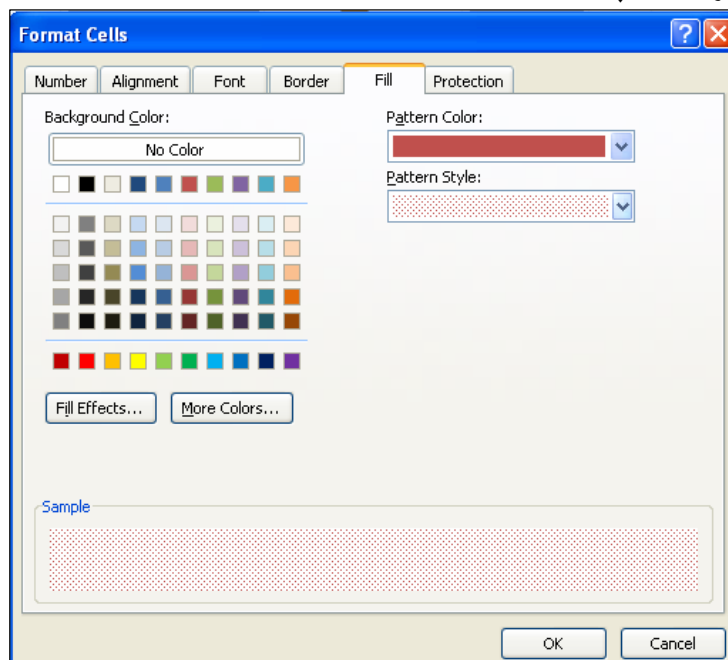 Format Cells
Number Alignment Font Border Fill Protection
Background Color:
No Color
Pattern Color:
Pattern Style:
Fill Effects...
More Colors...
Sample
OK Cancel